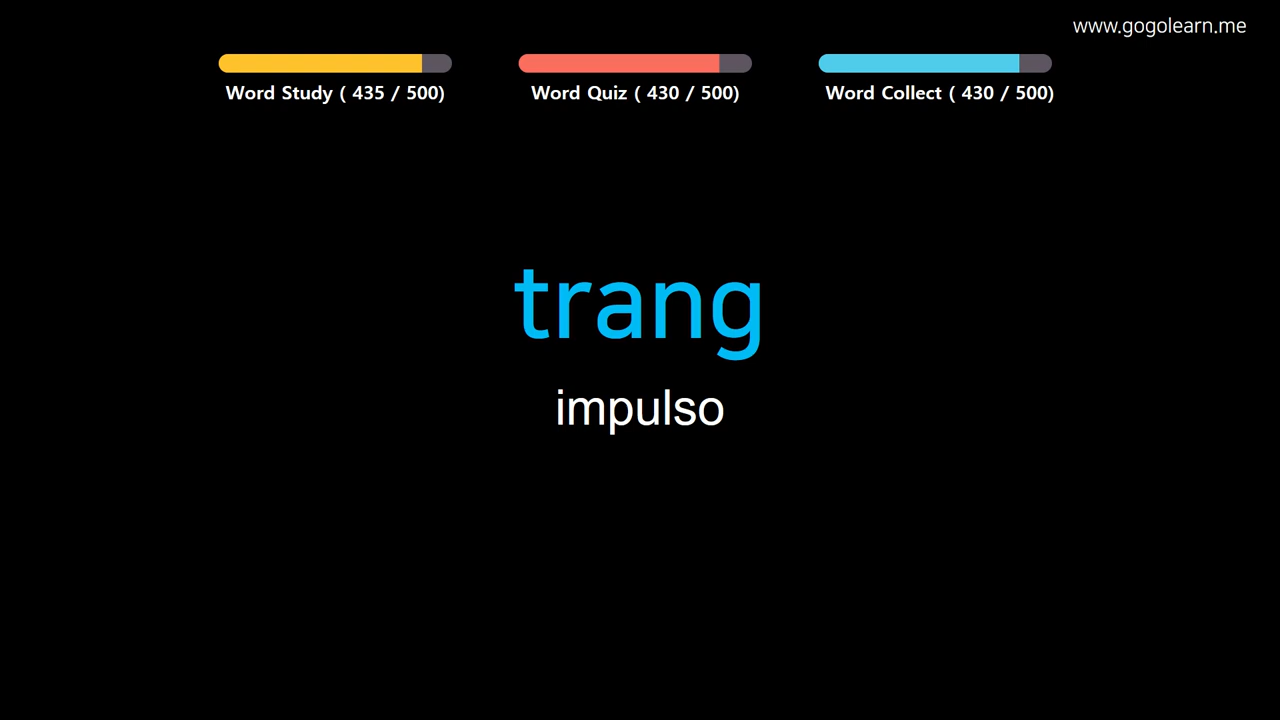 www.gogolearn.me
Word Study ( 435 / 500)
Word Quiz ( 430 / 500)
Word Collect ( 430 / 500)
trang
impulso